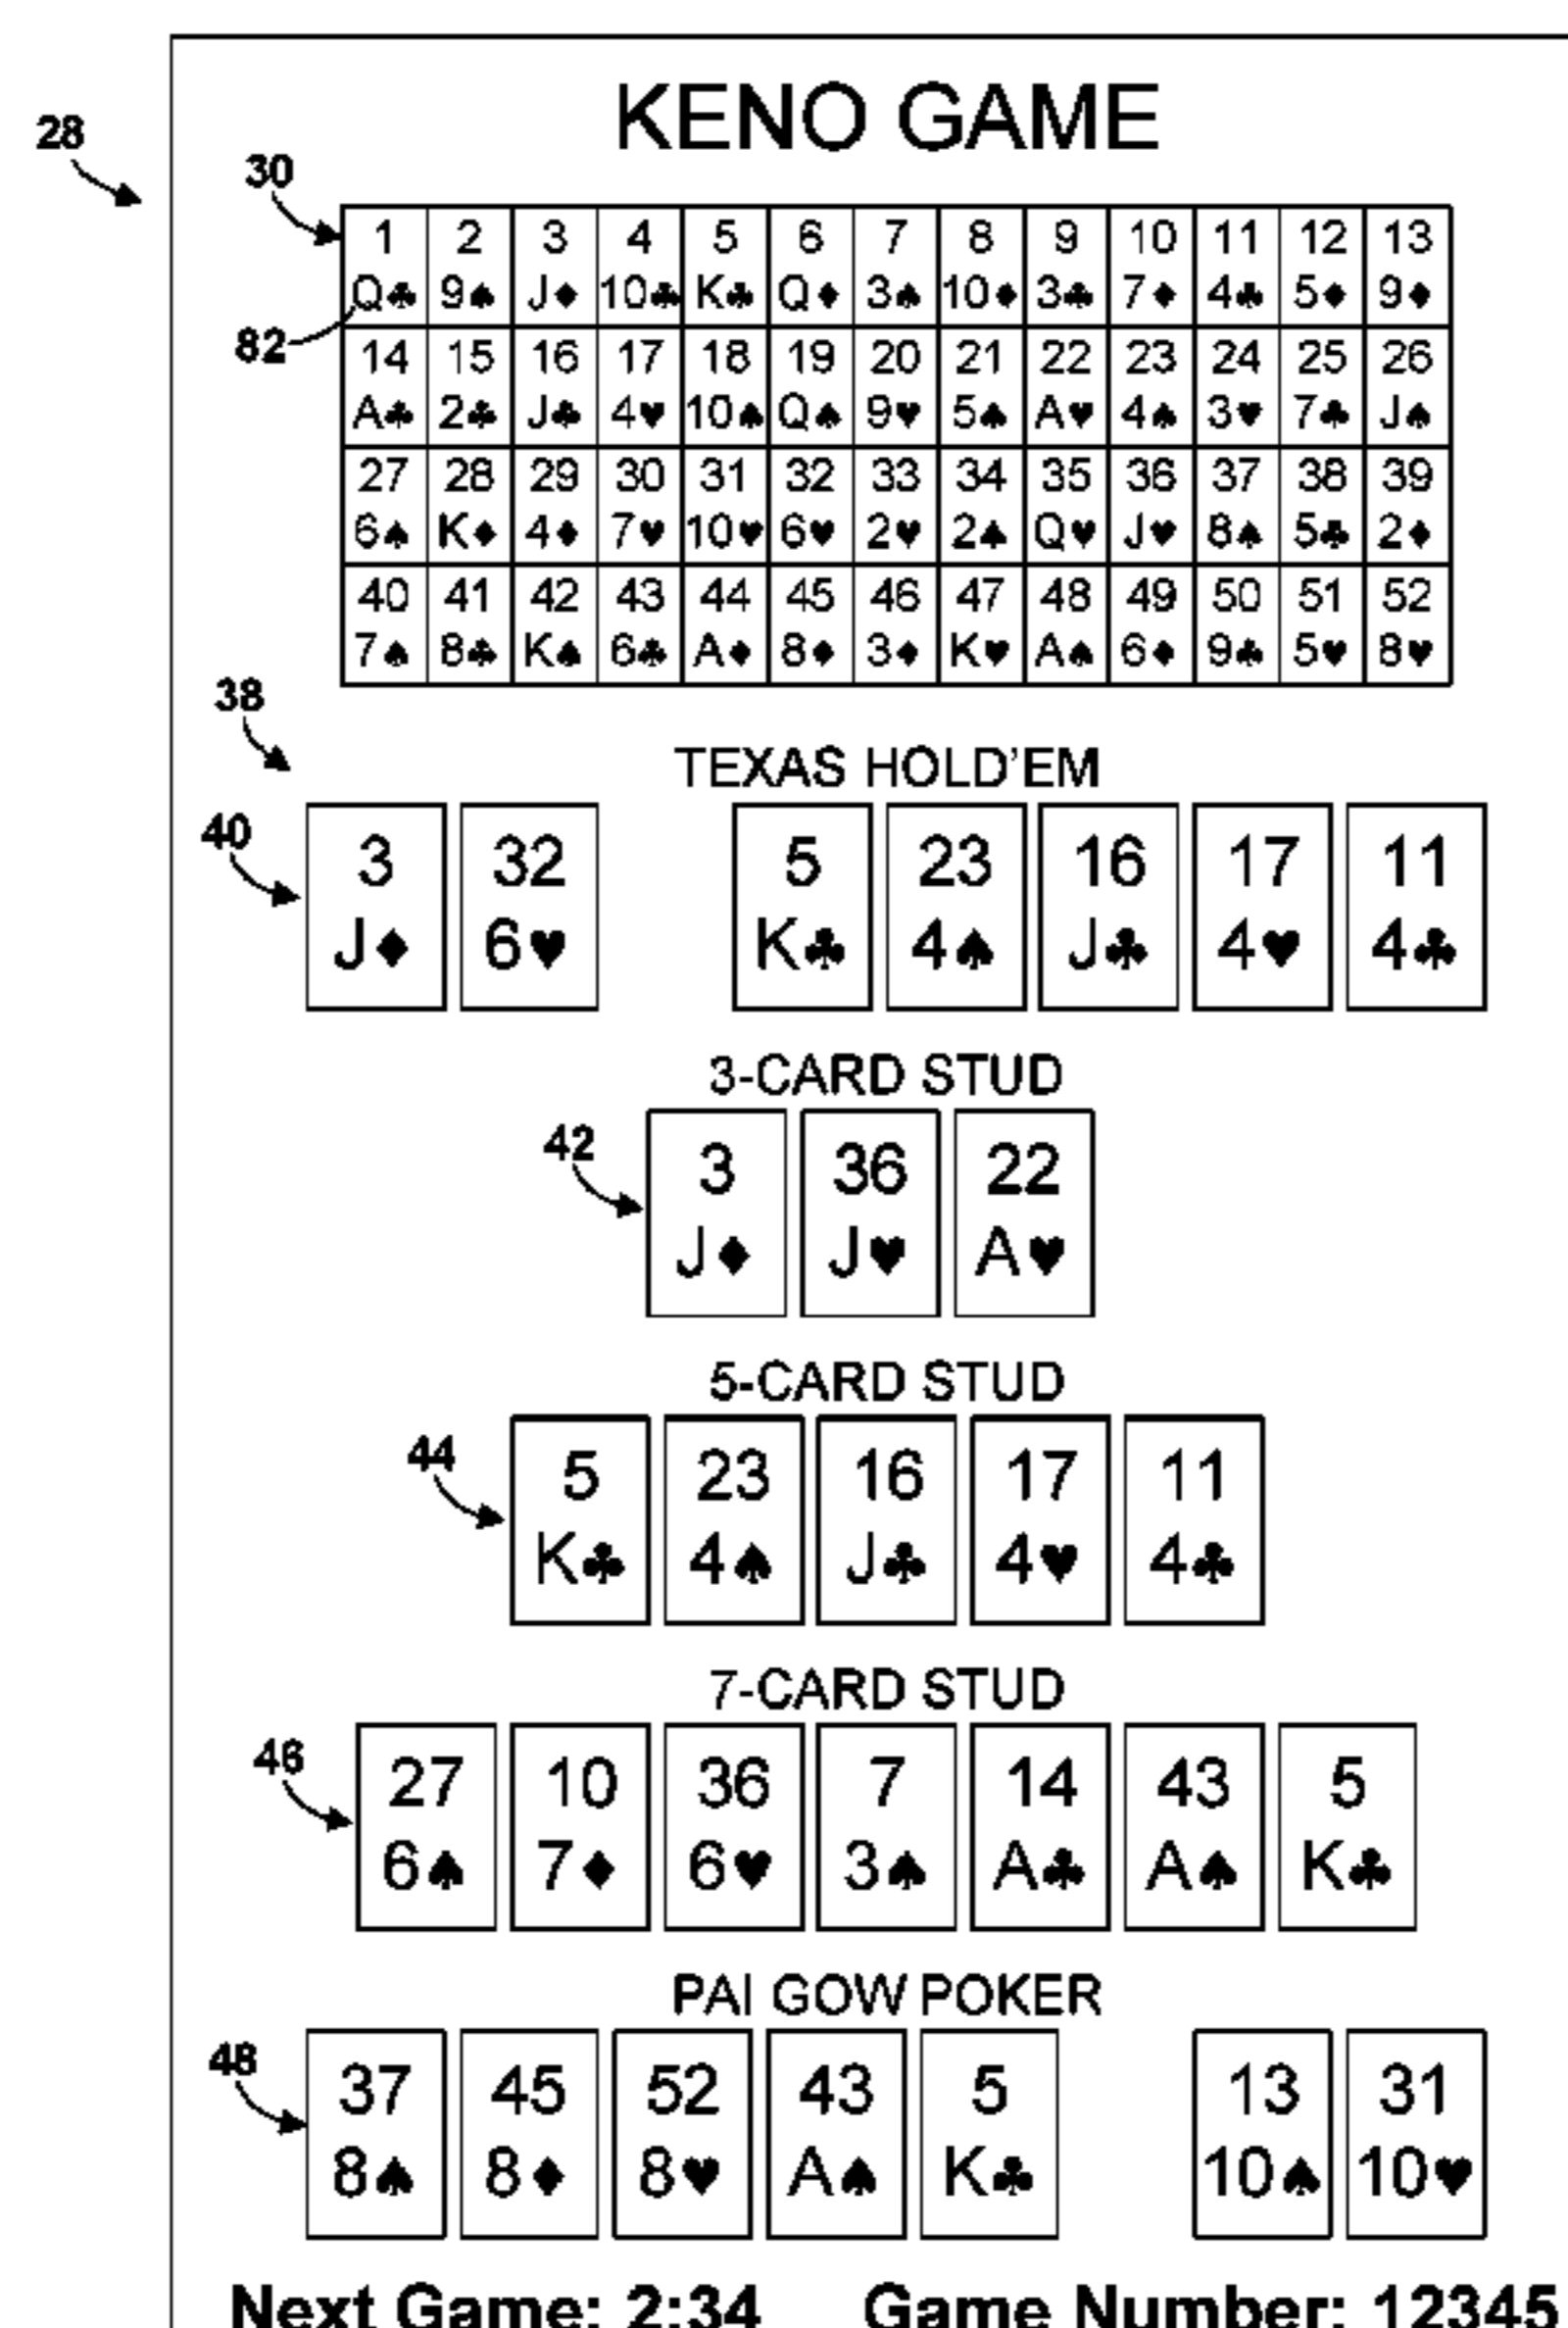 KENO GAME
28
30
1 2 3 4 5 6 7 8 9 10 11 12 13
Q♣ 9♠ J♦ 10♣ K♣ Q♦ 3♠ 10♦ 3♣ 7♦ 4♣ 5♦ 9♦
82
14 15 16 17 18 19 20 21 22 23 24 25 26
A♣ 2♣ J♣ 4♥ 10♠ Q♠ 9♥ 5♠ A♥ 4♠ 3♥ 7♣ J♠
27 28 29 30 31 32 33 34 35 36 37 38 39
6♠ K♦ 4♦ 7♥ 10♥ 6♥ 2♥ 2♠ Q♥ J♥ 8♠ 5♣ 2♦
40 41 42 43 44 45 46 47 48 49 50 51 52
7♠ 8♣ K♠ 6♣ A♦ 8♦ 3♦ K♥ A♠ 6♦ 9♣ 5♥ 8♥
38
TEXAS HOLD'EM
40
3 32 5 23 16 17 11
J♦ 6♥ K♣ 4♠ J♣ 4♥ 4♣
3-CARD STUD
42
3 36 22
J♦ J♥ A♥
5-CARD STUD
44
5 23 16 17 11
K♣ 4♠ J♣ 4♥ 4♣
7-CARD STUD
46
27 10 36 7 14 43 5
6♠ 7♦ 6♥ 3♠ A♣ A♠ K♣
PAI GOW POKER
48
37 45 52 43 5 13 31
8♠ 8♦ 8♥ A♠ K♣ 10♠ 10♥
Next Game: 2:34 Game Number: 12345